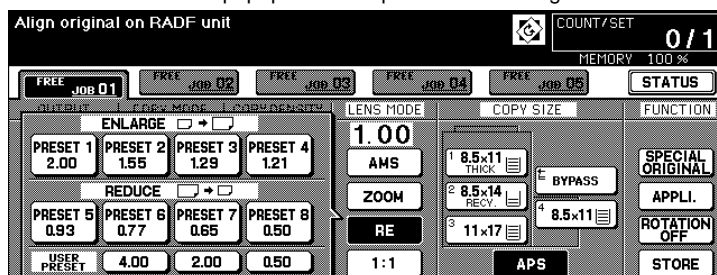 Align original on RADF unit
COUNT/SET
0/1
MEMORY 100 %
FREE JOB 01
FREE JOB 02
FREE JOB 03
FREE JOB 04
FREE JOB 05
STATUS
OUTPUT COPY MODE COPY DENSITY LENS MODE COPY SIZE FUNCTION
ENLARGE
1.00
PRESET 1 PRESET 2 PRESET 3 PRESET 4
2.00 1.55 1.29 1.21
AMS
1 8.5x11
THICK
BYPASS
SPECIAL
ORIGINAL
REDUCE
ZOOM
2 8.5x14
RECY.
APPLI.
PRESET 5 PRESET 6 PRESET 7 PRESET 8
0.93 0.77 0.65 0.50
RE
3 11x17
4 8.5x11
ROTATION
OFF
USER
PRESET
4.00 2.00 0.50
1:1
APS
STORE